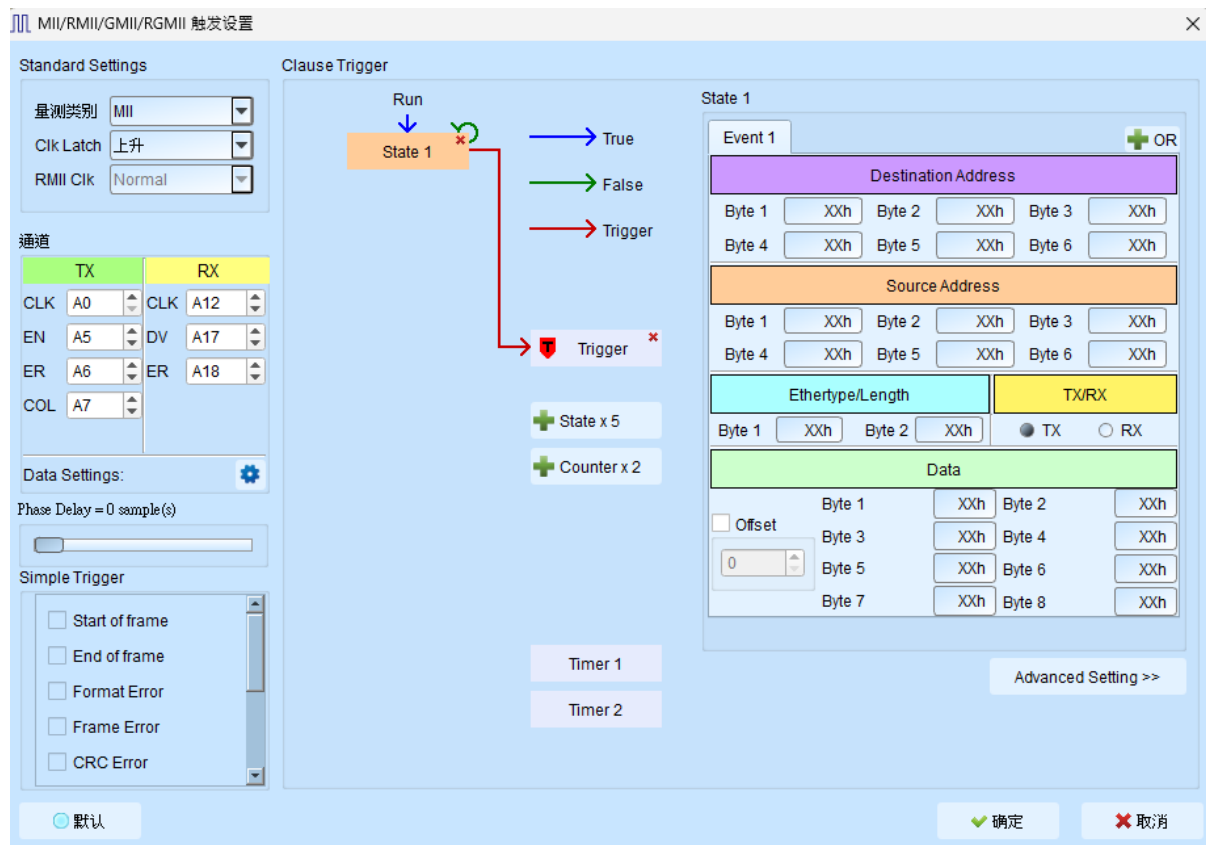 MII/RMII/GMII/RGMII 触发设置
Standard Settings
量测类别 MII
Clk Latch 上升
RMII Clk Normal
通道
TX RX
CLK A0 CLK A12
EN A5 DV A17
ER A6 ER A18
COL A7
Data Settings:
Phase Delay = 0 sample(s)
Simple Trigger
Start of frame
End of frame
Format Error
Frame Error
CRC Error
默认
Clause Trigger
Run
State 1
True
False
Trigger
T Trigger
State x 5
Counter x 2
Timer 1
Timer 2
State 1
Event 1 OR
Destination Address
Byte 1 XXh Byte 2 XXh Byte 3 XXh
Byte 4 XXh Byte 5 XXh Byte 6 XXh
Source Address
Byte 1 XXh Byte 2 XXh Byte 3 XXh
Byte 4 XXh Byte 5 XXh Byte 6 XXh
Ethertype/Length TX/RX
Byte 1 XXh Byte 2 XXh TX RX
Data
Offset
0
Byte 1 XXh Byte 2 XXh
Byte 3 XXh Byte 4 XXh
Byte 5 XXh Byte 6 XXh
Byte 7 XXh Byte 8 XXh
Advanced Setting >>
确定 取消